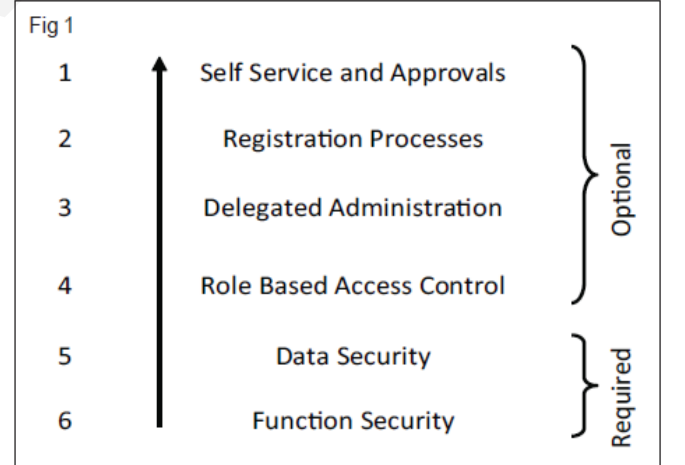 Fig 1
1 Self Service and Approvals
2 Registration Processes
3 Delegated Administration
4 Role Based Access Control
Optional
5 Data Security
6 Function Security
Required